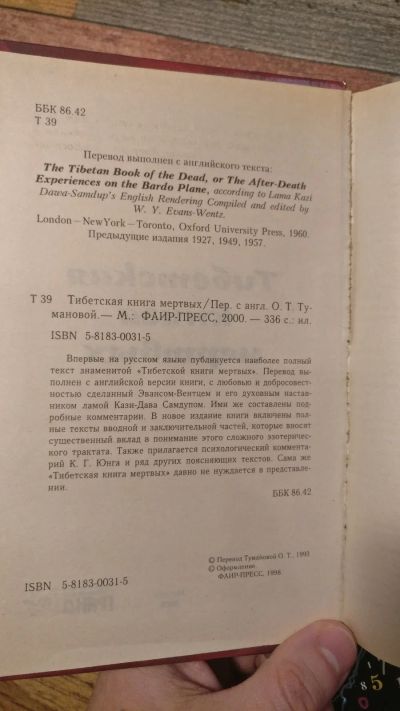 ББК 86.42
Т 39
Перевод выполнен с английского текста:
The Tibetan Book of the Dead, or The After-Death
Experiences on the Bardo Plane, according to Lama Kazi
Dawa-Samdup's English Rendering Compiled and edited by
W. Y. Evans-Wentz.
London—New York—Toronto, Oxford University Press, 1960.
Предыдущие издания 1927, 1949, 1957.
Т 39 Тибетская книга мертвых/Пер. с англ. О. Т. Ту-
мановой.— М.: ФАИР-ПРЕСС, 2000. — 336 с.: ил.
ISBN 5-8183-0031-5
Впервые на русском языке публикуется наиболее полный
текст знаменитой «Тибетской книги мертвых». Перевод вы-
полнен с английской версии книги, с любовью и добросовест-
ностью сделанный Эвансом-Вентцем и его духовным настав-
ником ламой Кази-Дава Самдупом. Ими же составлены по-
дробные комментарии. В новое издание книги включены пол-
ные тексты вводной и заключительной частей, которые вносят
существенный вклад в понимание этого сложного эзотериче-
ского трактата. Также прилагается психологический коммента-
рий К. Г. Юнга и ряд других поясняющих текстов. Сама же
«Тибетская книга мертвых» давно не нуждается в представле-
нии.
ББК 86.42
© Перевод Тумановой О. Т., 1992
© Оформление.
ФАИР-ПРЕСС, 1998
ISBN 5-8183-0031-5
5